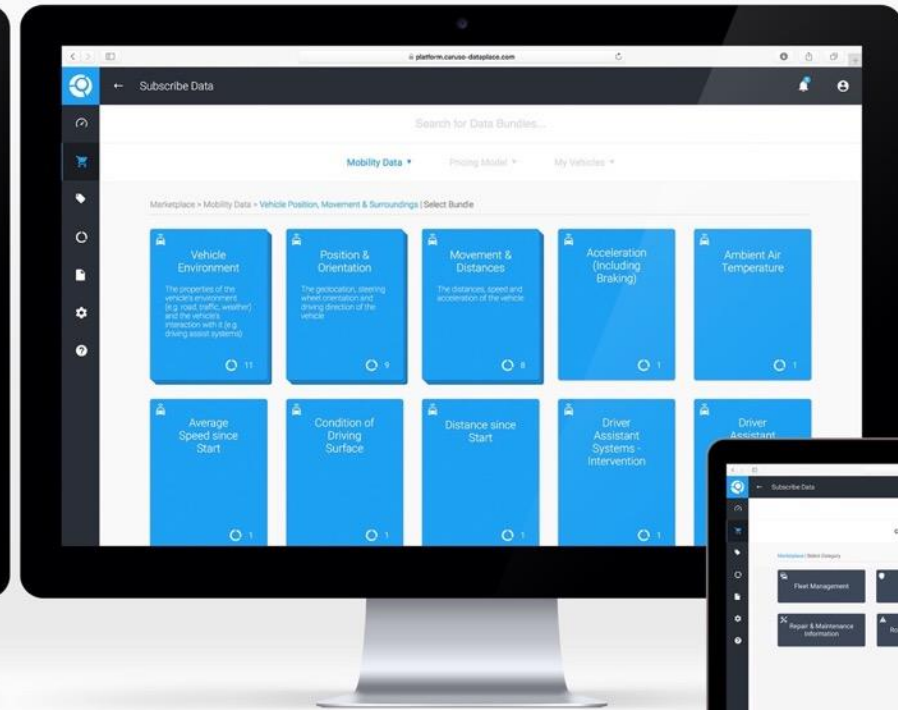 platform.caruso-dataplace.com
Subscribe Data
Search for Data Bundles...
Mobility Data
Pricing Model
My Vehicles
Marketplace > Mobility Data > Vehicle Position, Movement & Surroundings | Select Bundle
Vehicle
Environment
The properties of the
vehicle's environment
(e.g. road, traffic, weather)
and the vehicle's
interaction with it (e.g.
driving assist systems)
11
Position &
Orientation
The geolocation, steering
wheel orientation and
driving direction of the
vehicle
9
Movement &
Distances
The distances, speed and
acceleration of the vehicle
8
Acceleration
(Including
Braking)
1
Ambient Air
Temperature
1
Average
Speed since
Start
1
Condition of
Driving
Surface
1
Distance since
Start
1
Driver
Assistant
Systems -
Intervention
1
Driver
Assistant
Subscribe Data
Marketplace | Select Category
Fleet Management
Repair & Maintenance
Information